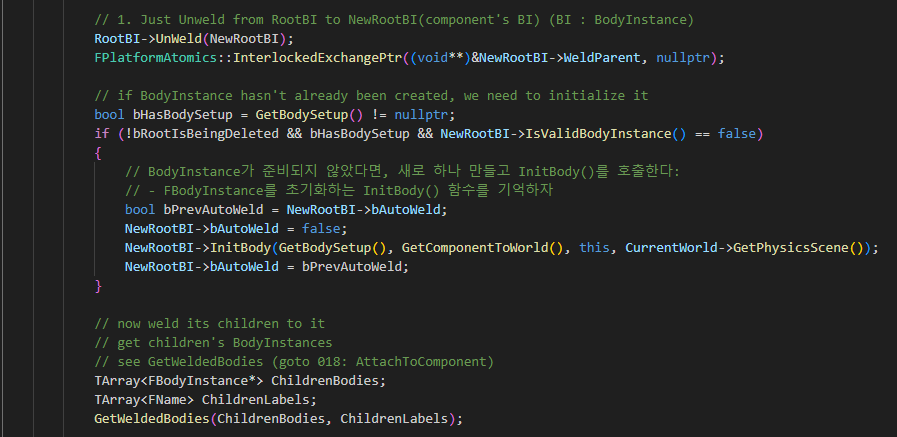 // 1. Just Unweld from RootBI to NewRootBI(component's BI) (BI : BodyInstance)
RootBI->UnWeld(NewRootBI);
FPlatformAtomics::InterlockedExchangePtr((void**)&NewRootBI->WeldParent, nullptr);
// if BodyInstance hasn't already been created, we need to initialize it
bool bHasBodySetup = GetBodySetup() != nullptr;
if (!bRootIsBeingDeleted && bHasBodySetup && NewRootBI->IsValidBodyInstance() == false)
{
// BodyInstance가 준비되지 않았다면, 새로 하나 만들고 InitBody()를 호출한다:
// - FBodyInstance를 초기화하는 InitBody() 함수를 기억하자
bool bPrevAutoWeld = NewRootBI->bAutoWeld;
NewRootBI->bAutoWeld = false;
NewRootBI->InitBody(GetBodySetup(), GetComponentToWorld(), this, CurrentWorld->GetPhysicsScene());
NewRootBI->bAutoWeld = bPrevAutoWeld;
}
// now weld its children to it
// get children's BodyInstances
// see GetWeldedBodies (goto 018: AttachToComponent)
TArray<FBodyInstance*> ChildrenBodies;
TArray<FName> ChildrenLabels;
GetWeldedBodies(ChildrenBodies, ChildrenLabels);